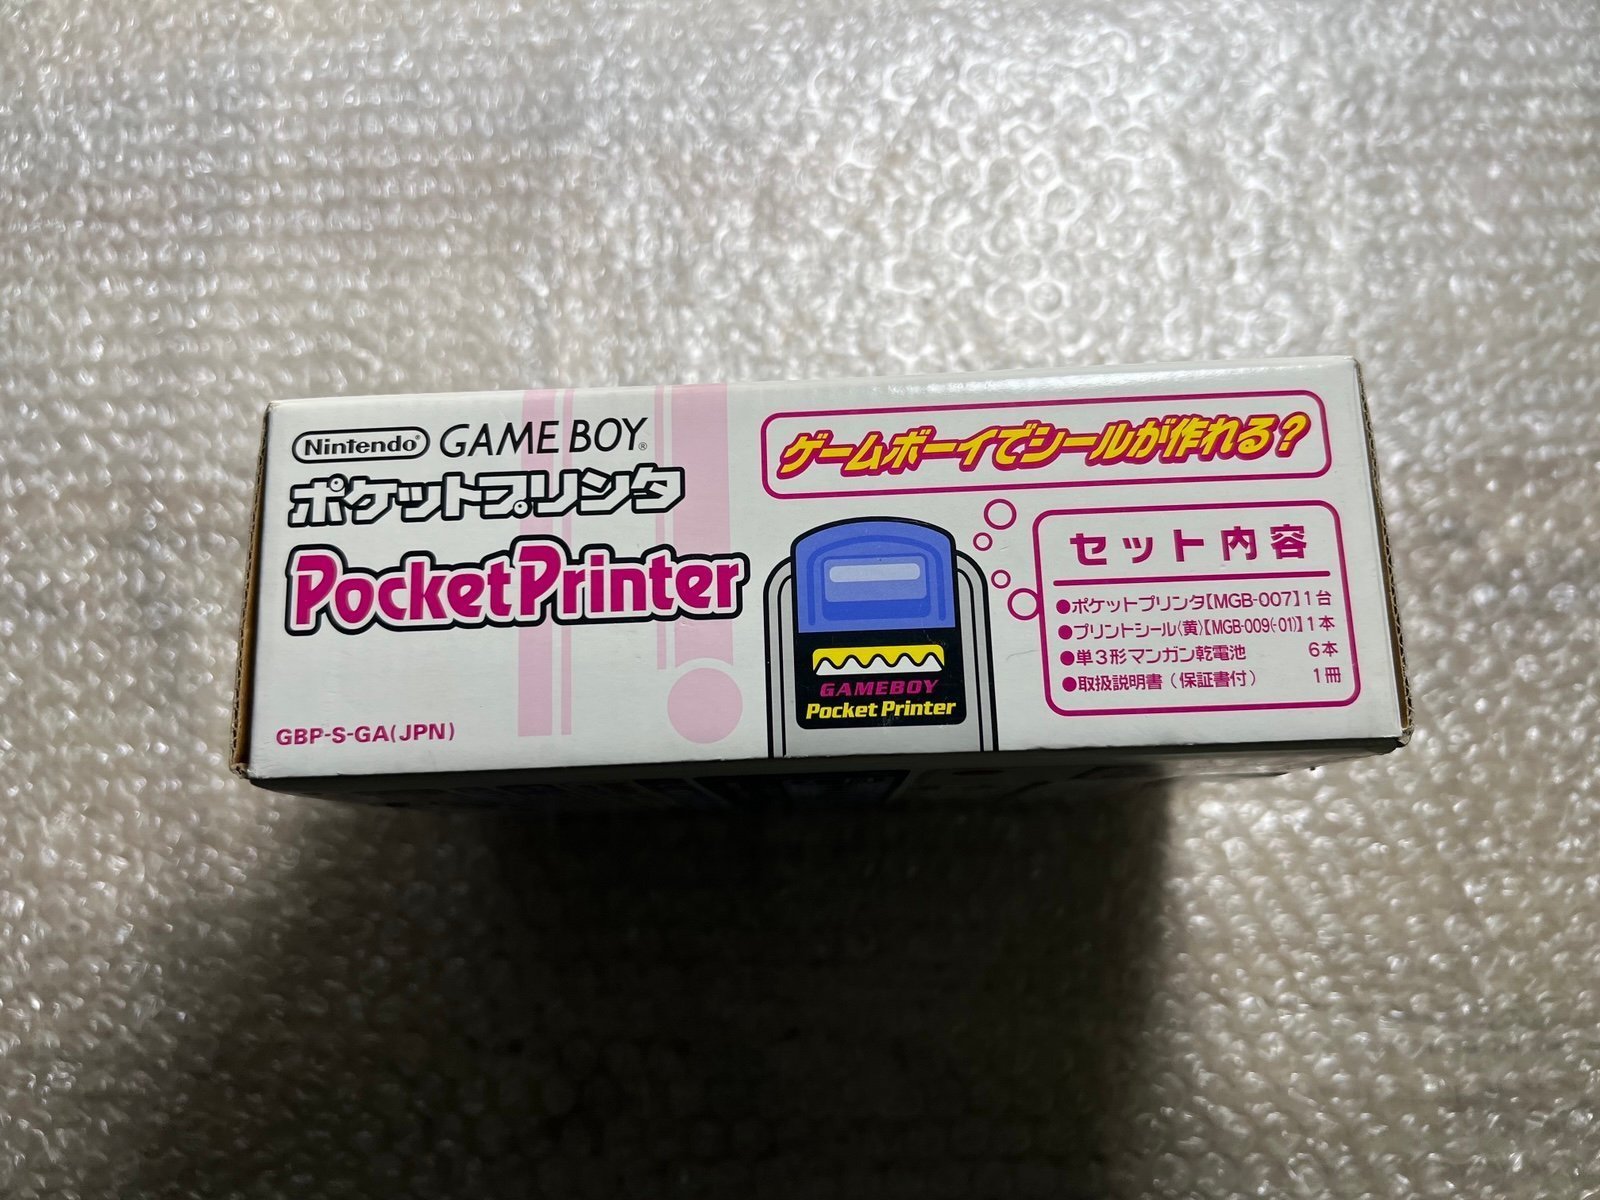 Nintendo® GAME BOY®
ポケットプリンタ
PocketPrinter
GBP-S-GA(JPN)
ゲームボーイでシールが作れる?
GAMEBOY
Pocket Printer
セット内容
●ポケットプリンタ【MGB-007】1台
●プリントシール〈黄〉【MGB-009(-01)】1本
●単3形マンガン乾電池 6本
●取扱説明書(保証書付) 1冊